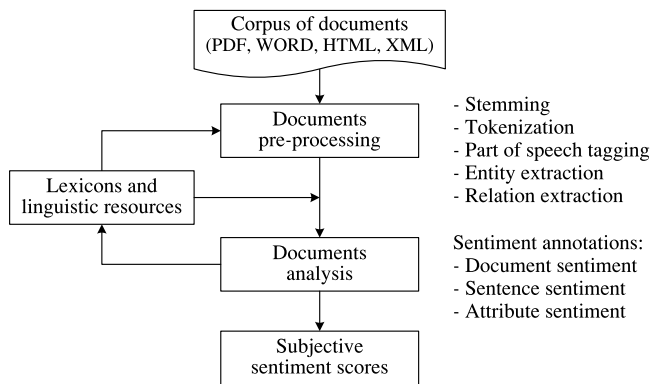 Corpus of documents
(PDF, WORD, HTML, XML)
Documents
pre-processing
- Stemming
- Tokenization
- Part of speech tagging
- Entity extraction
- Relation extraction
Lexicons and
linguistic resources
Documents
analysis
Sentiment annotations:
- Document sentiment
- Sentence sentiment
- Attribute sentiment
Subjective
sentiment scores